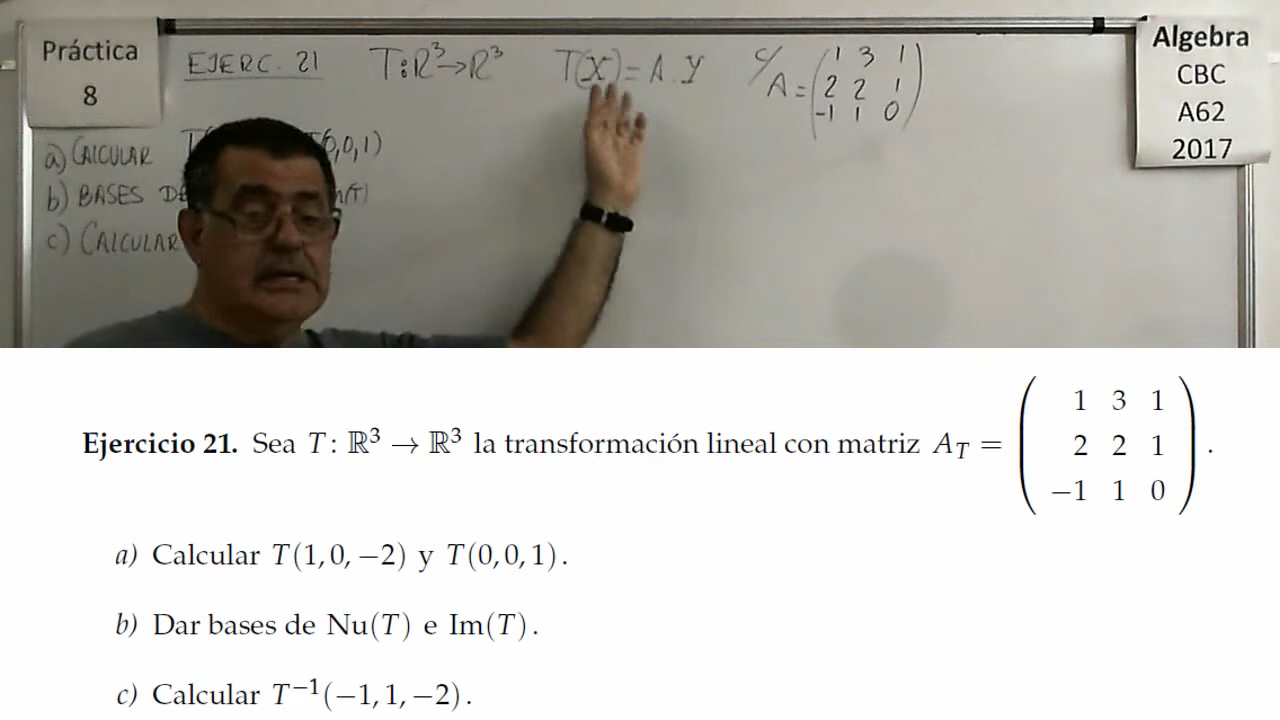 Práctica
8
EJERC. 21 T:ℝ³→ℝ³ T(X) = A.X C/A = (1 3 1
2 2 1
-1 1 0)
Algebra
CBC
A62
2017
a) CALCULAR ,0,1)
b) BASES
c) CALCULAR
Ejercicio 21. Sea T: ℝ³ → ℝ³ la transformación lineal con matriz A_T = ( 1 3 1
2 2 1
−1 1 0 ).
a) Calcular T(1, 0, −2) y T(0, 0, 1).
b) Dar bases de Nu(T) e Im(T).
c) Calcular T⁻¹(−1, 1, −2).